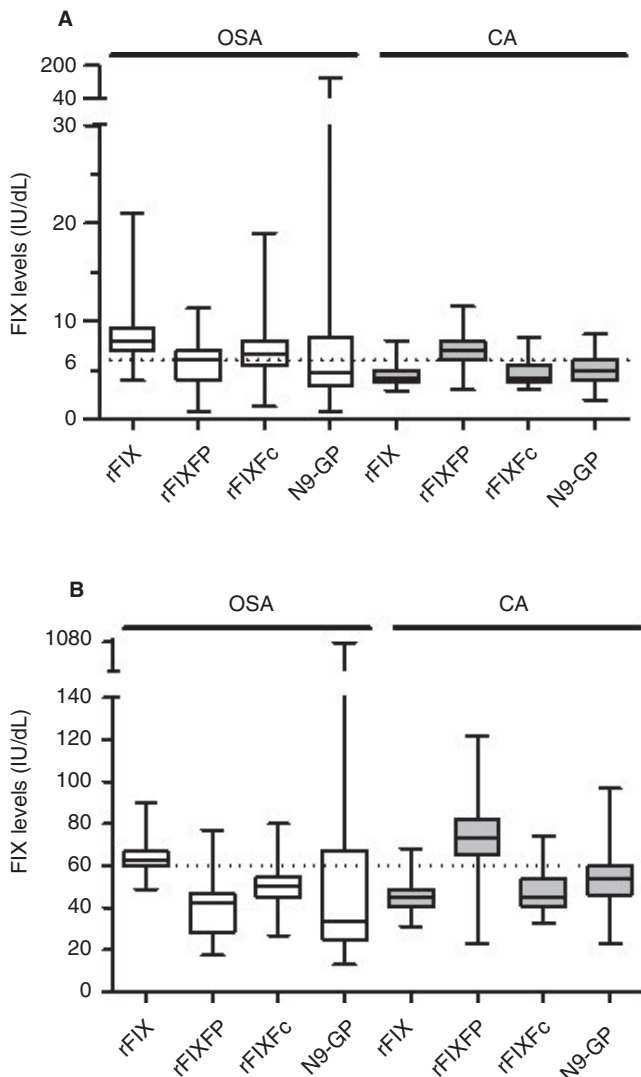 A
OSA CA
200
40
30
20
10
6
0
FIX levels (IU/dL)
rFIX rFIXFP rFIXFc N9-GP rFIX rFIXFP rFIXFc N9-GP
B
OSA CA
1080
140
120
100
80
60
40
20
0
FIX levels (IU/dL)
rFIX rFIXFP rFIXFc N9-GP rFIX rFIXFP rFIXFc N9-GP